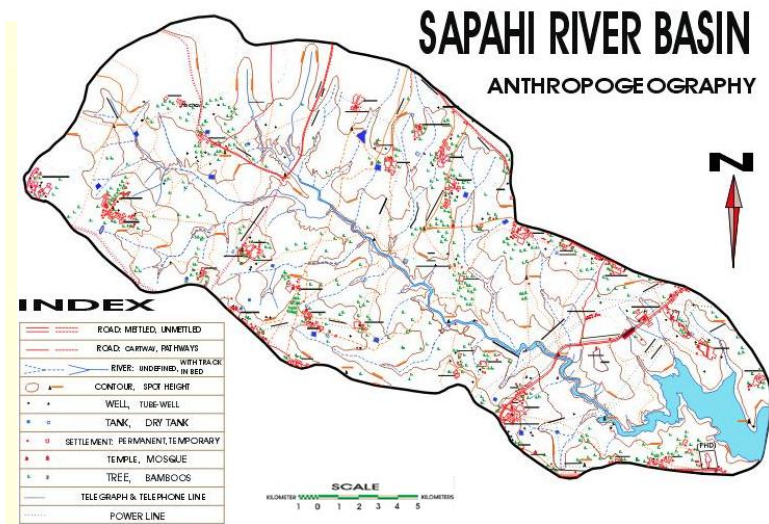 SAPAHI RIVER BASIN
ANTHROPOGEOGRAPHY
N
INDEX
ROAD: METTLED, UNMETTLED
ROAD: CARTWAY, PATHWAYS
RIVER: UNDEFINED, WITH TRACK IN BED
CONTOUR, SPOT HEIGHT
WELL, TUBE-WELL
TANK, DRY TANK
SETTLEMENT: PERMANENT, TEMPORARY
TEMPLE, MOSQUE
TREE, BAMBOOS
TELEGRAPH & TELEPHONE LINE
POWER LINE
SCALE
KILOMETER KILOMETERS
1 0 1 2 3 4 5
PHD